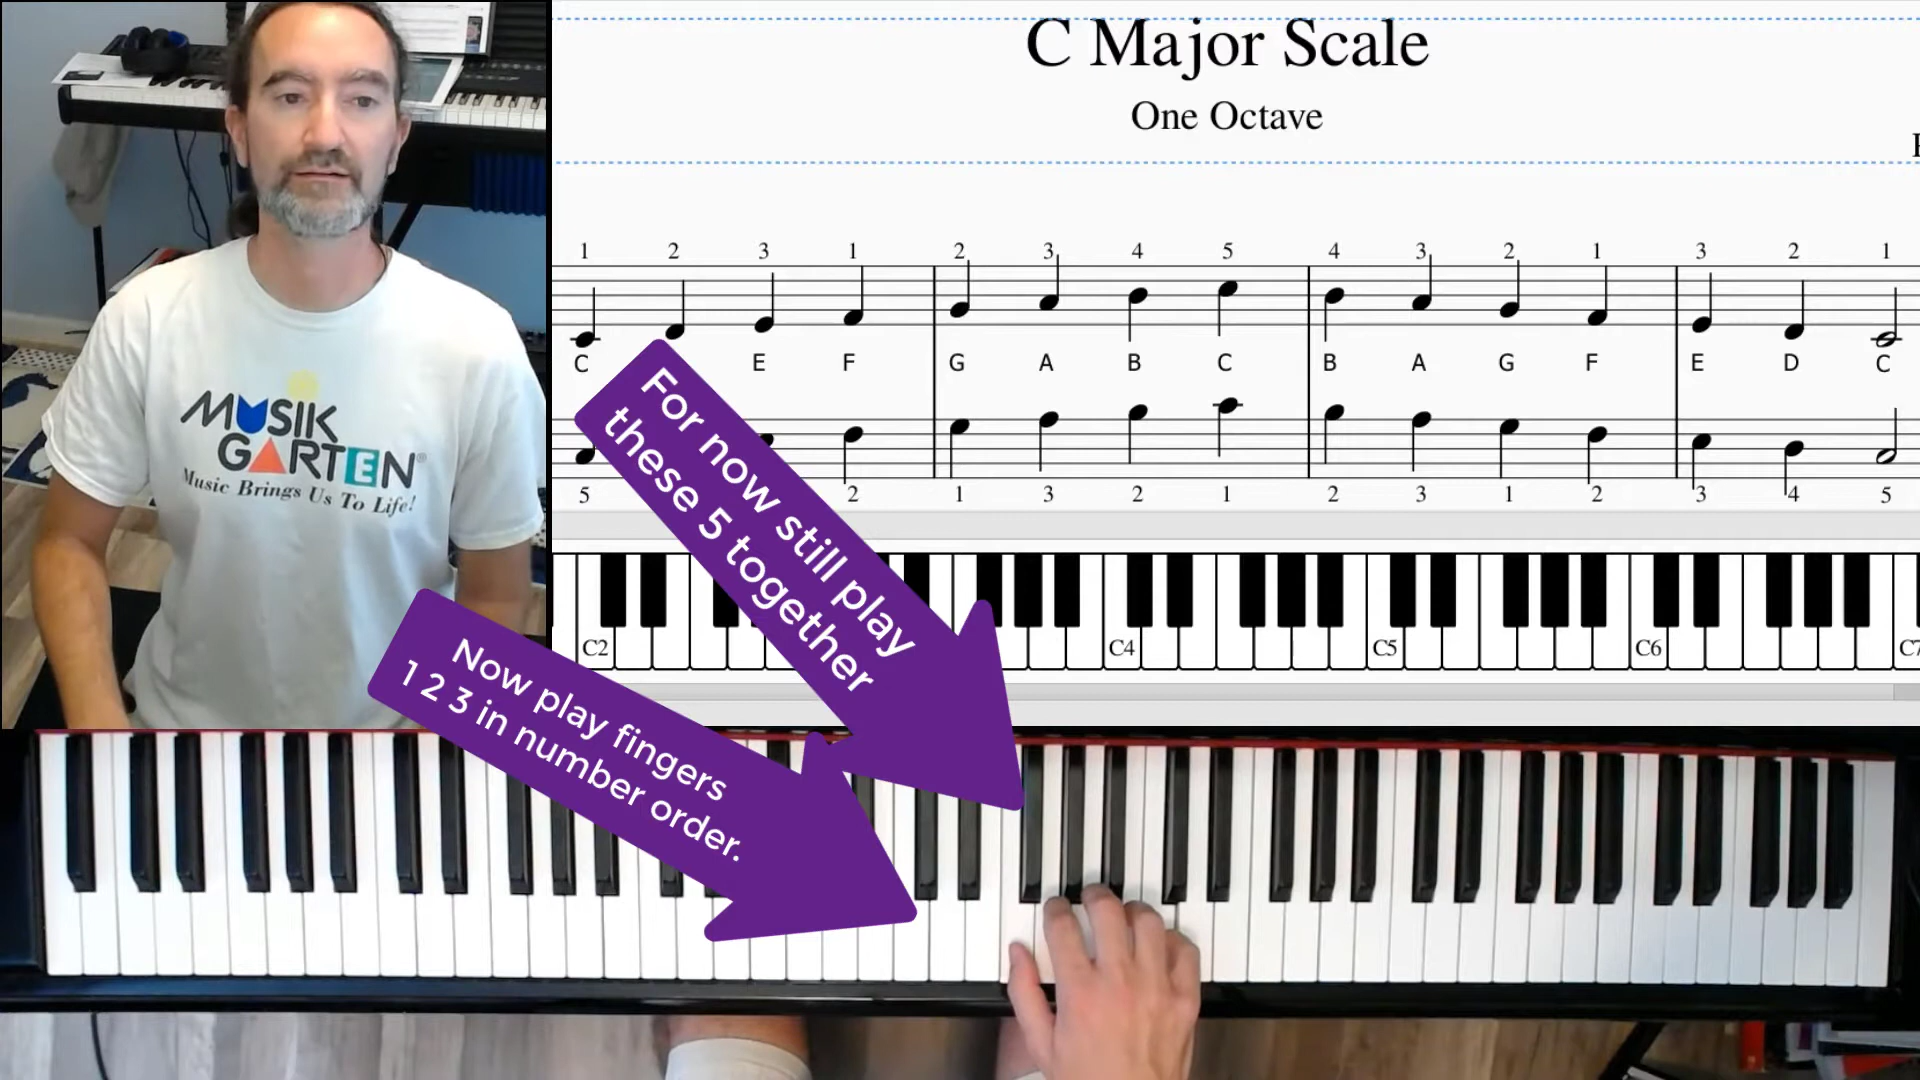 C Major Scale
One Octave
1 2 3 1 2 3 4 5 4 3 2 1 3 2 1
C E F G A B C B A G F E D C
5 2 1 3 2 1 2 3 1 2 3 4 5
MUSIK
GARTEN®
Music Brings Us To Life!
For now still play
these 5 together
C2 C4 C5 C6
Now play fingers
1 2 3 in number order.